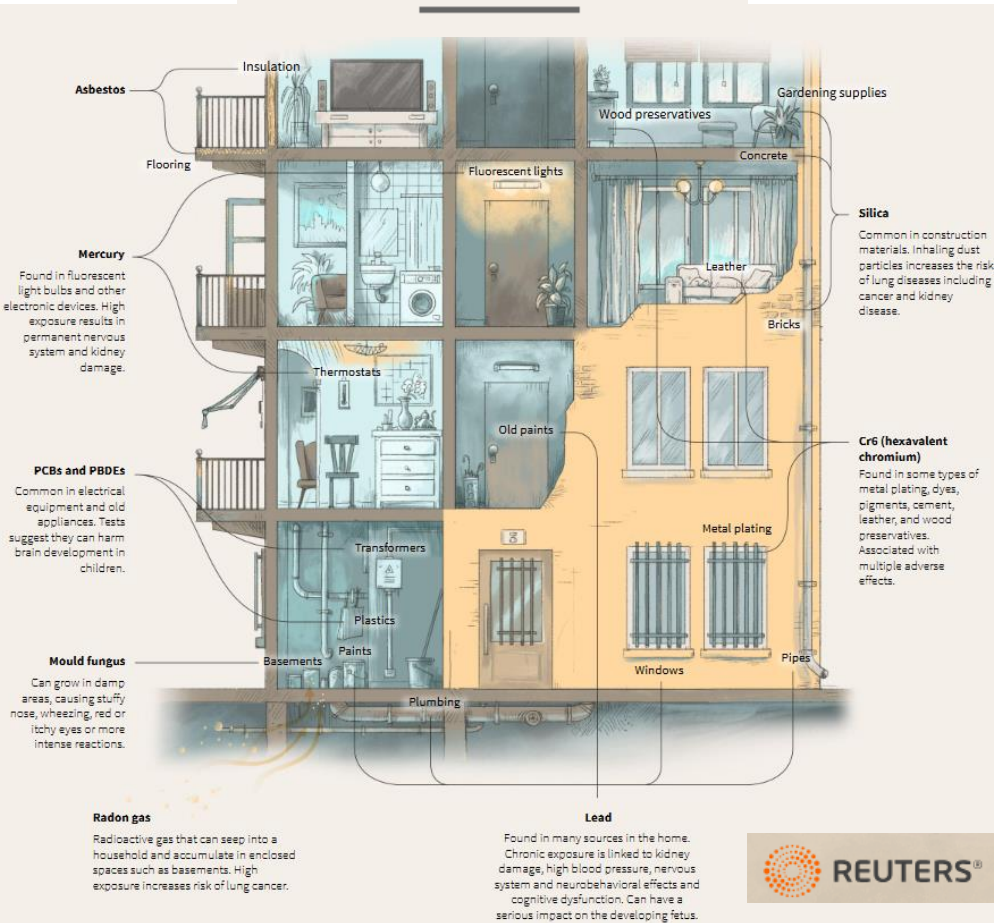 Insulation
Asbestos
Gardening supplies
Wood preservatives
Concrete
Flooring
Fluorescent lights
Silica
Common in construction
materials. Inhaling dust
particles increases the risk
of lung diseases including
cancer and kidney
disease.
Mercury
Found in fluorescent
light bulbs and other
electronic devices. High
exposure results in
permanent nervous
system and kidney
damage.
Leather
Bricks
Thermostats
Old paints
Cr6 (hexavalent
chromium)
Found in some types of
metal plating, dyes,
pigments, cement,
leather, and wood
preservatives.
Associated with
multiple adverse
effects.
PCBs and PBDEs
Common in electrical
equipment and old
appliances. Tests
suggest they can harm
brain development in
children.
Metal plating
Transformers
Plastics
Paints
Mould fungus
Can grow in damp
areas, causing stuffy
nose, wheezing, red or
itchy eyes or more
intense reactions.
Basements
Windows
Pipes
Plumbing
Radon gas
Radioactive gas that can seep into a
household and accumulate in enclosed
spaces such as basements. High
exposure increases risk of lung cancer.
Lead
Found in many sources in the home.
Chronic exposure is linked to kidney
damage, high blood pressure, nervous
system and neurobehavioral effects and
cognitive dysfunction. Can have a
serious impact on the developing fetus.
REUTERS®